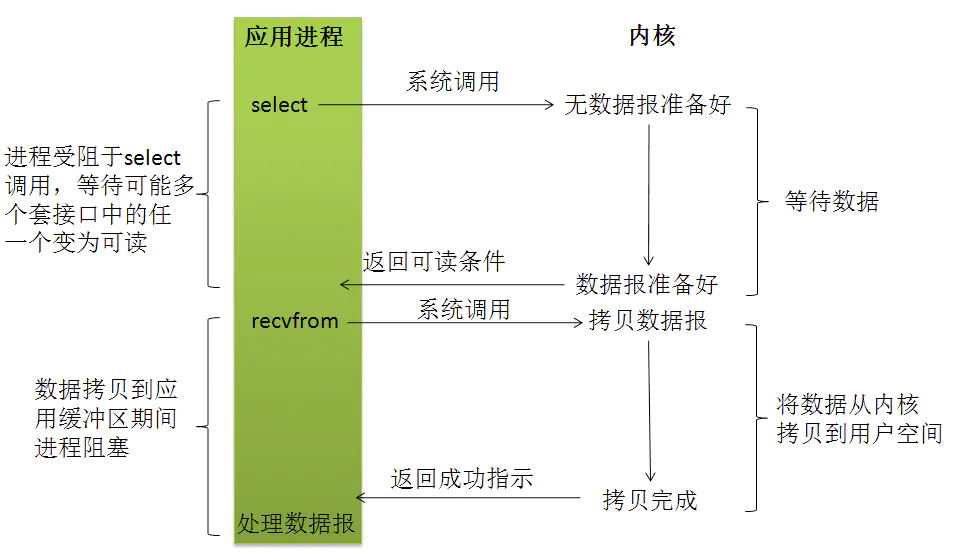 应用进程
内核
系统调用
select
无数据报准备好
进程受阻于select
调用，等待可能多
个套接口中的任
一个变为可读
等待数据
返回可读条件
数据报准备好
系统调用
recvfrom
拷贝数据报
数据拷贝到应
用缓冲区期间
进程阻塞
将数据从内核
拷贝到用户空间
返回成功指示
拷贝完成
处理数据报